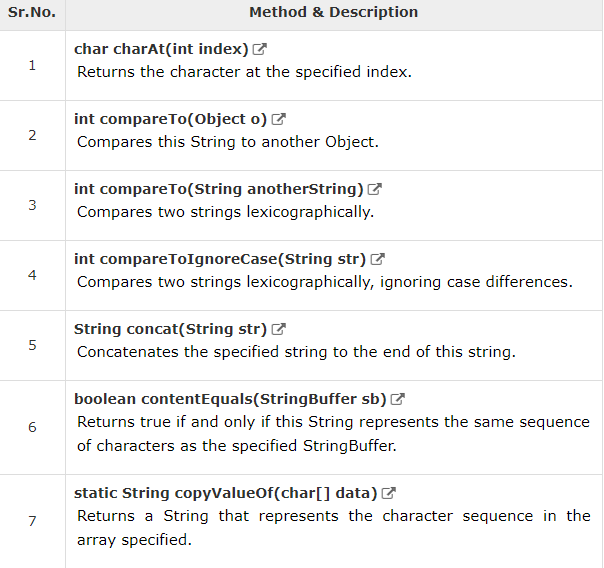 Sr.No. Method & Description
1
char charAt(int index)
Returns the character at the specified index.
2
int compareTo(Object o)
Compares this String to another Object.
3
int compareTo(String anotherString)
Compares two strings lexicographically.
4
int compareToIgnoreCase(String str)
Compares two strings lexicographically, ignoring case differences.
5
String concat(String str)
Concatenates the specified string to the end of this string.
6
boolean contentEquals(StringBuffer sb)
Returns true if and only if this String represents the same sequence
of characters as the specified StringBuffer.
7
static String copyValueOf(char[] data)
Returns a String that represents the character sequence in the
array specified.